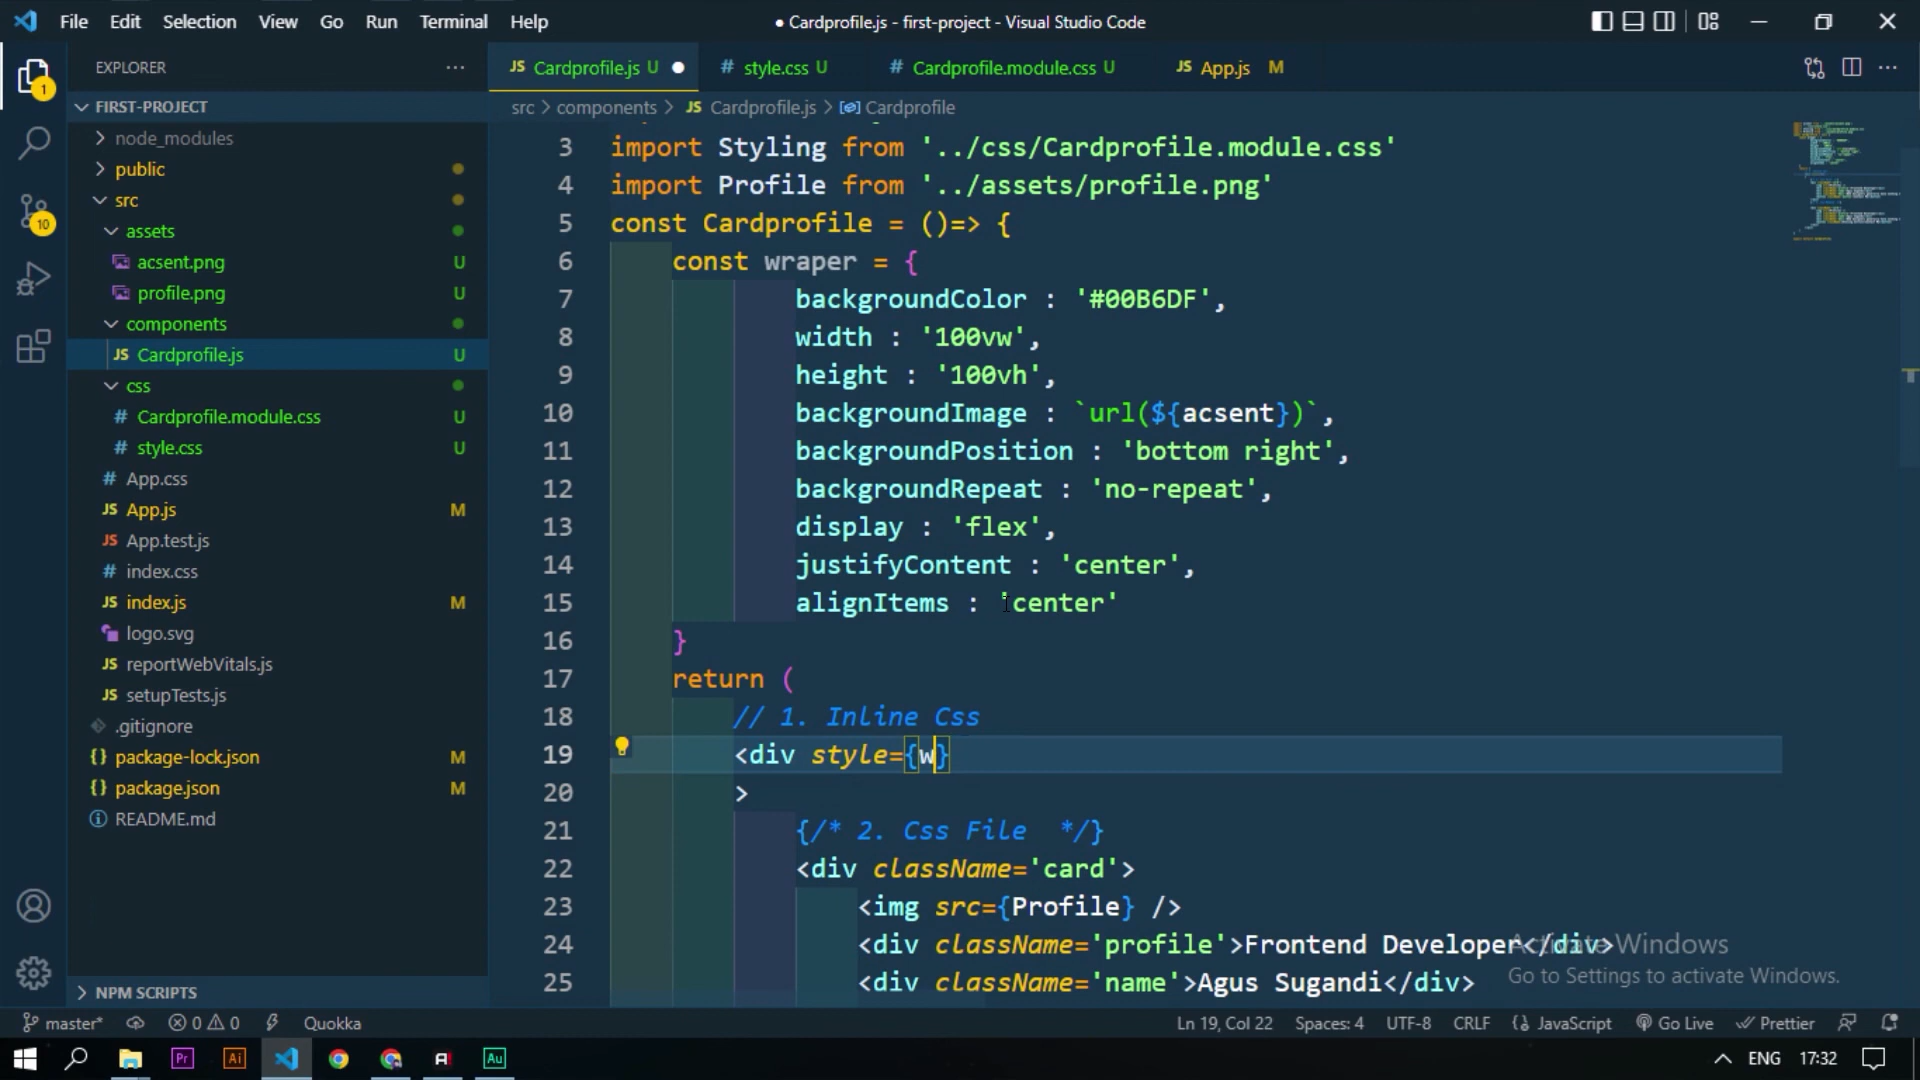 File Edit Selection View Go Run Terminal Help
● Cardprofile.js - first-project - Visual Studio Code
EXPLORER
···
JS Cardprofile.js U ●
# style.css U
# Cardprofile.module.css U
JS App.js M
src > components > JS Cardprofile.js > Cardprofile
1
10
FIRST-PROJECT
node_modules
public
src
assets
acsent.png U
profile.png U
components
JS Cardprofile.js U
css
# Cardprofile.module.css U
# style.css U
# App.css
JS App.js M
JS App.test.js
# index.css
JS index.js M
logo.svg
JS reportWebVitals.js
JS setupTests.js
.gitignore
{} package-lock.json M
{} package.json M
README.md
NPM SCRIPTS
3 import Styling from '../css/Cardprofile.module.css'
4 import Profile from '../assets/profile.png'
5 const Cardprofile = ()=> {
6 const wraper = {
7 backgroundColor : '#00B6DF',
8 width : '100vw',
9 height : '100vh',
10 backgroundImage : `url(${acsent})`,
11 backgroundPosition : 'bottom right',
12 backgroundRepeat : 'no-repeat',
13 display : 'flex',
14 justifyContent : 'center',
15 alignItems : 'center'
16 }
17 return (
18 // 1. Inline Css
19 <div style={w}
20 >
21 {/* 2. Css File  */}
22 <div className='card'>
23 <img src={Profile} />
24 <div className='profile'>Frontend Developer</div>
25 <div className='name'>Agus Sugandi</div>
Activate Windows
Go to Settings to activate Windows.
master* 0 0 Quokka
Ln 19, Col 22 Spaces: 4 UTF-8 CRLF {} JavaScript Go Live Prettier
Pr Ai Au
ENG 17:32